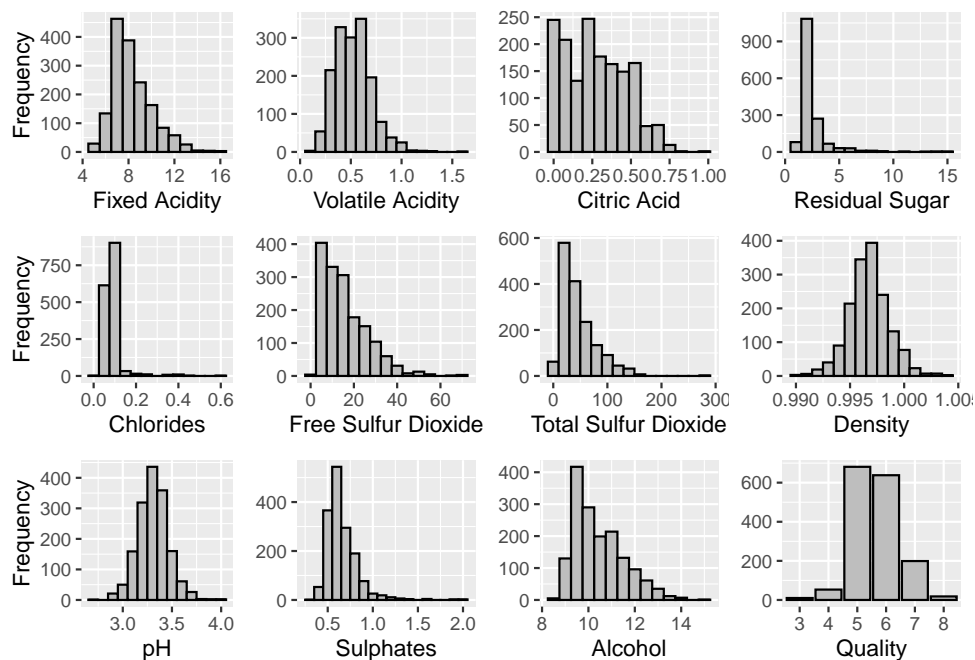 Frequency
400
300
200
100
0
4 8 12 16
Fixed Acidity
300
200
100
0
0.0 0.5 1.0 1.5
Volatile Acidity
250
200
150
100
50
0
0.00 0.25 0.50 0.75 1.00
Citric Acid
900
600
300
0
0 5 10 15
Residual Sugar
Frequency
750
500
250
0
0.0 0.2 0.4 0.6
Chlorides
400
300
200
100
0
0 20 40 60
Free Sulfur Dioxide
600
400
200
0
0 100 200 300
Total Sulfur Dioxide
400
300
200
100
0
0.990 0.995 1.000 1.005
Density
Frequency
400
300
200
100
0
3.0 3.5 4.0
pH
400
200
0
0.5 1.0 1.5 2.0
Sulphates
400
300
200
100
0
8 10 12 14
Alcohol
600
400
200
0
3 4 5 6 7 8
Quality